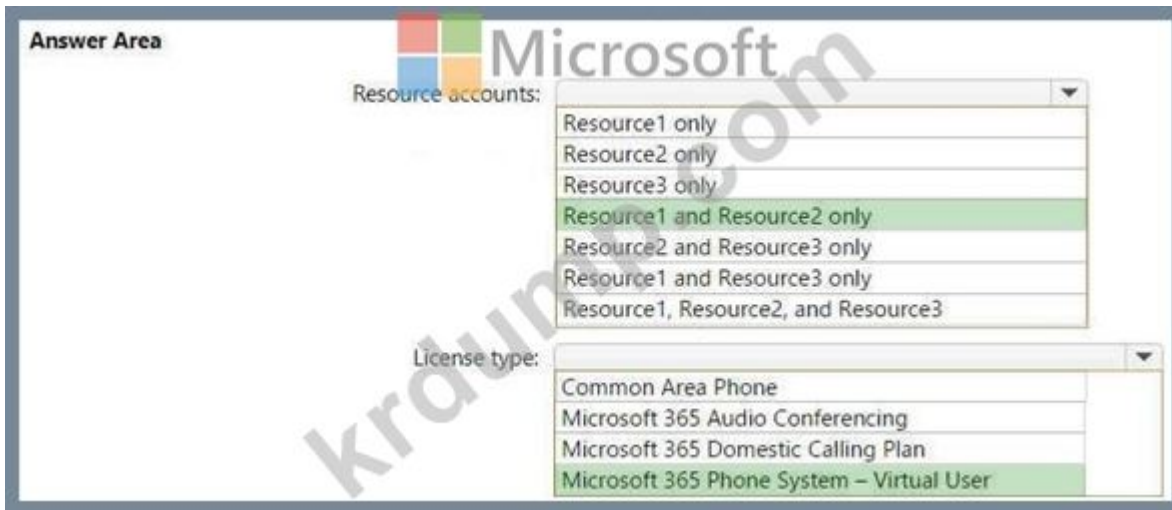 Answer Area
Microsoft
Resource accounts:
Resource1 only
Resource2 only
Resource3 only
Resource1 and Resource2 only
Resource2 and Resource3 only
Resource1 and Resource3 only
Resource1, Resource2, and Resource3
License type:
Common Area Phone
Microsoft 365 Audio Conferencing
Microsoft 365 Domestic Calling Plan
Microsoft 365 Phone System – Virtual User
krdump.com